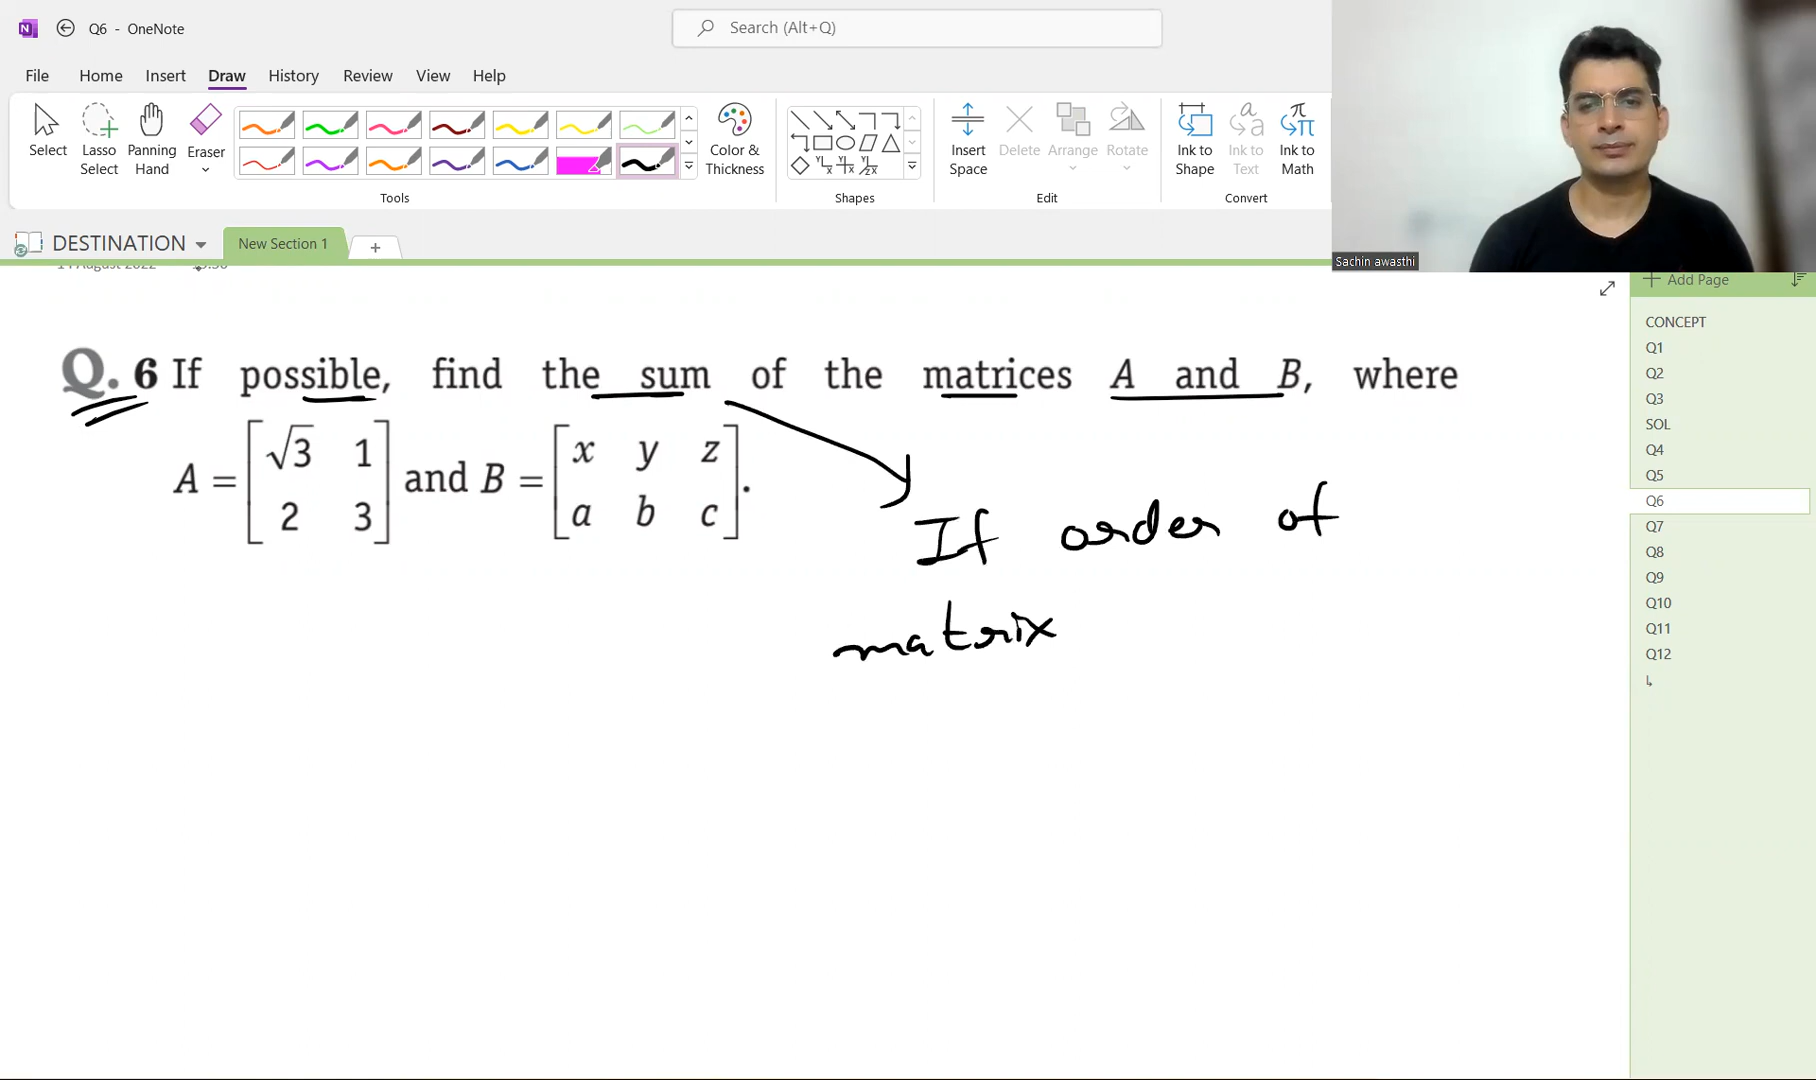 Q6 - OneNote
Search (Alt+Q)
File Home Insert Draw History Review View Help
Select
Lasso Select
Panning Hand
Eraser
Color & Thickness
Insert Space
Delete
Arrange
Rotate
Ink to Shape
Ink to Text
Ink to Math
Tools
Shapes
Edit
Convert
DESTINATION
New Section 1
Sachin awasthi
Add Page
Q. 6 If possible, find the sum of the matrices A and B, where
A = [√3 1; 2 3] and B = [x y z; a b c].
If order of
matrix
CONCEPT
Q1
Q2
Q3
SOL
Q4
Q5
Q6
Q7
Q8
Q9
Q10
Q11
Q12